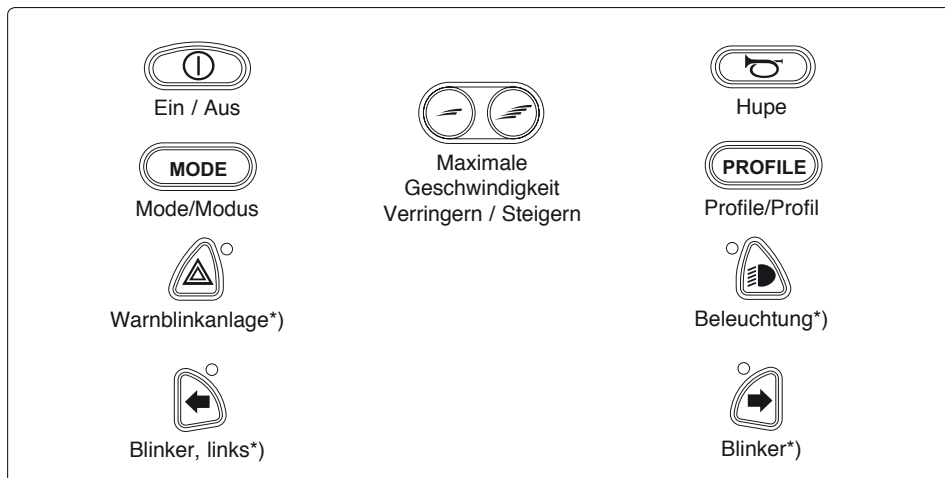 Ein / Aus
MODE
Mode/Modus
Warnblinkanlage*)
Blinker, links*)
Maximale
Geschwindigkeit
Verringern / Steigern
Hupe
PROFILE
Profile/Profil
Beleuchtung*)
Blinker*)